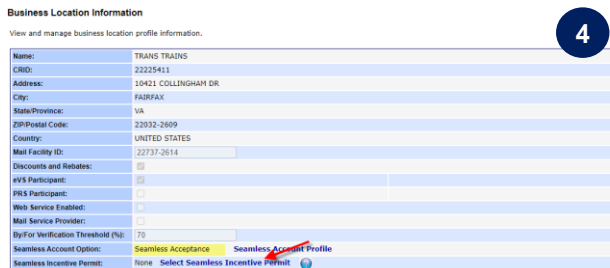 Business Location Information
4
View and manage business location profile information.
Name: TRANS TRAINS
CRID: 22225411
Address: 10421 COLLINGHAM DR
City: FAIRFAX
State/Province: VA
ZIP/Postal Code: 22032-2609
Country: UNITED STATES
Mail Facility ID: 22737-2614
Discounts and Rebates:
eVS Participant:
PRS Participant:
Web Service Enabled:
Mail Service Provider:
By/For Verification Threshold (%): 70
Seamless Account Option: Seamless Acceptance Seamless Account Profile
Seamless Incentive Permit: None Select Seamless Incentive Permit ?